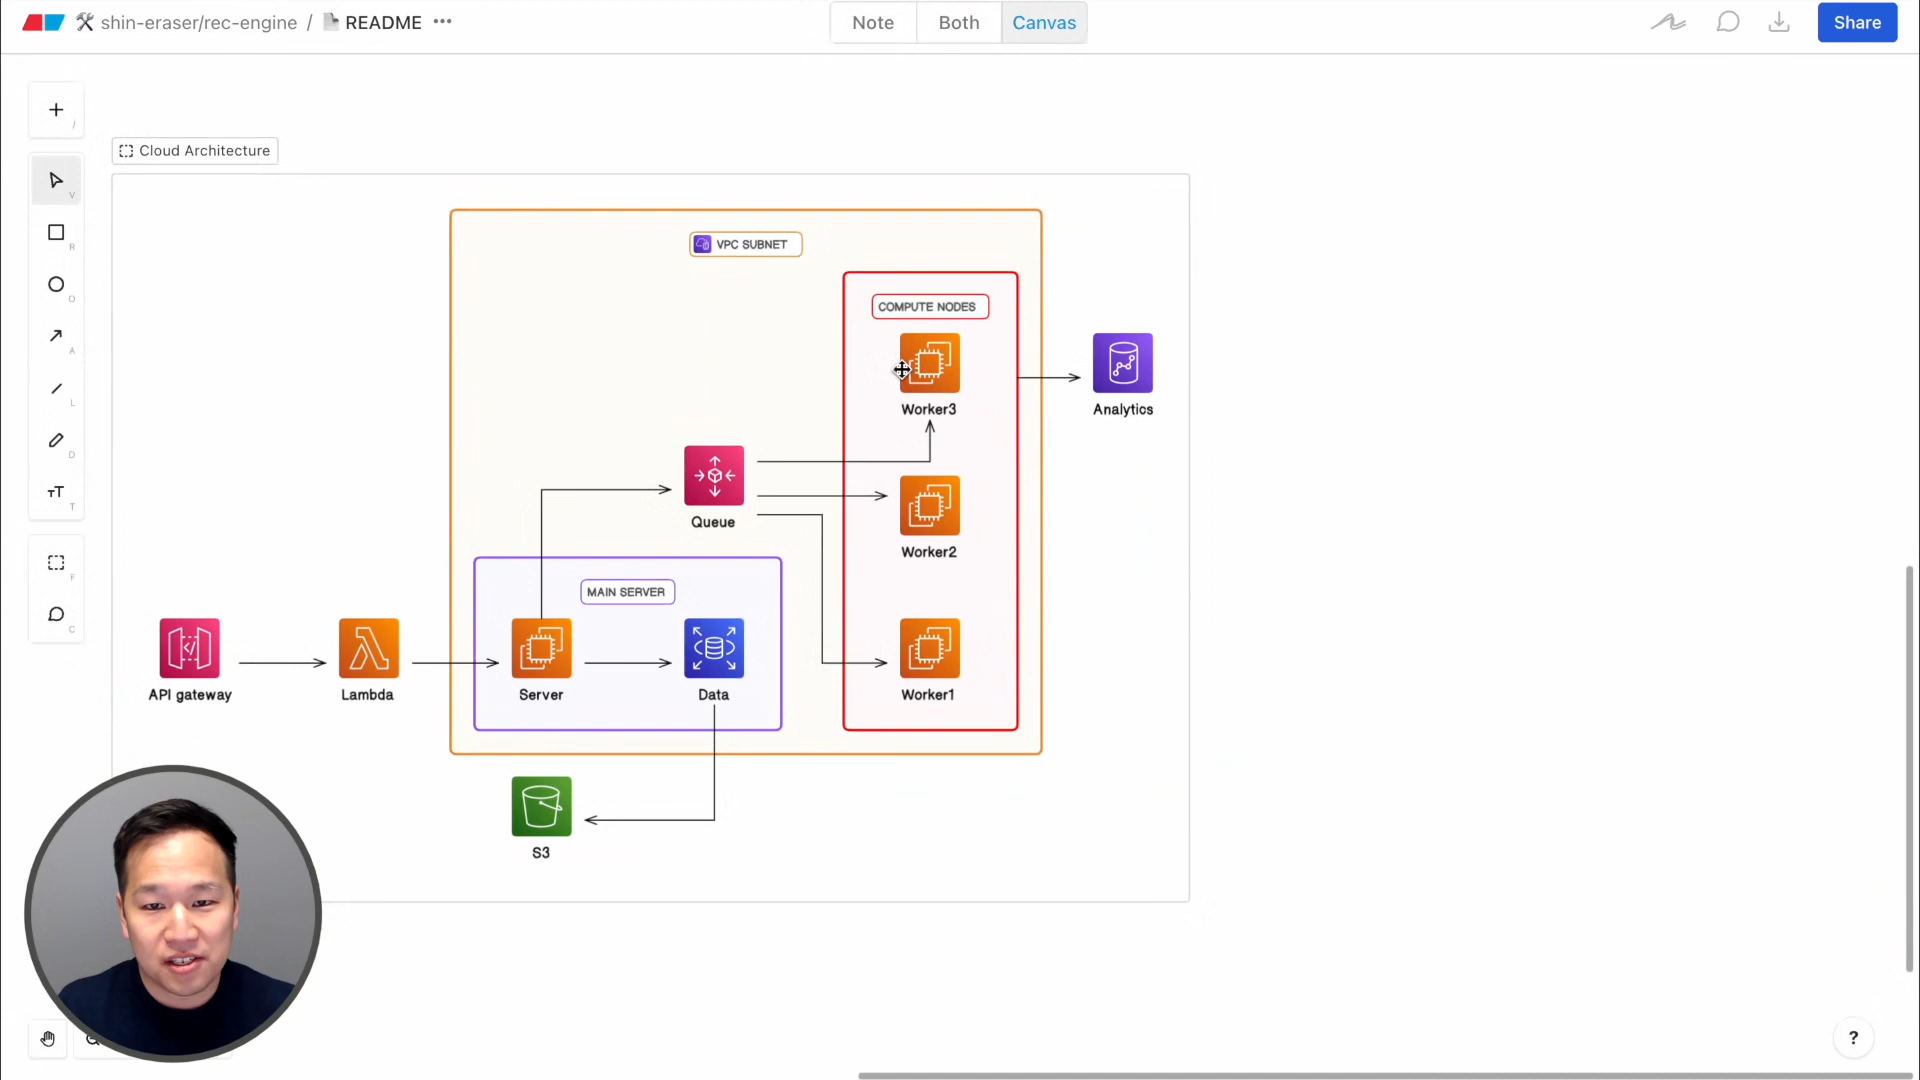 shin-eraser/rec-engine / README
Note
Both
Canvas
Share
/
V
R
O
A
L
D
T
F
C
Cloud Architecture
VPC SUBNET
COMPUTE NODES
Worker3
Analytics
Queue
Worker2
MAIN SERVER
API gateway
Lambda
Server
Data
Worker1
S3
?